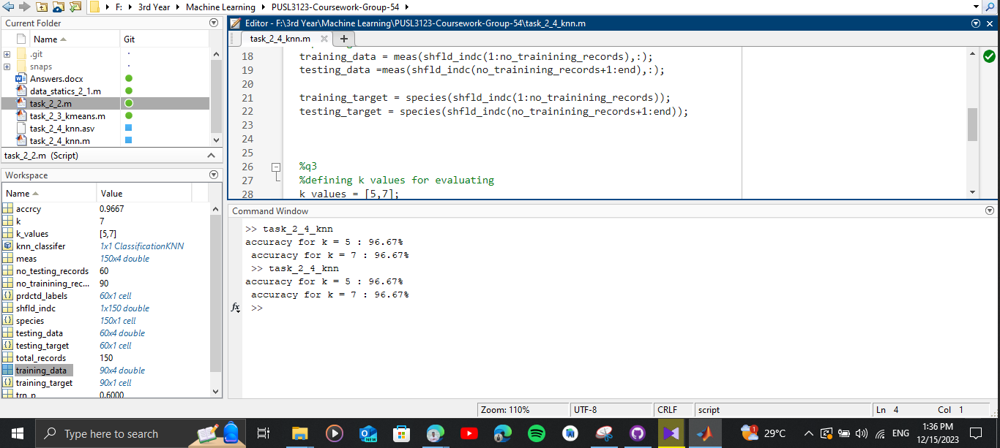 F: 3rd Year Machine Learning PUSL3123-Coursework-Group-54
Current Folder
Name Git
.git
snaps
Answers.docx
data_statics_2_1.m
task_2_2.m
task_2_3_kmeans.m
task_2_4_knn.asv
task_2_4_knn.m
task_2_2.m (Script)
Workspace
Name Value
accrcy 0.9667
k 7
k_values [5,7]
knn_classifer 1x1 ClassificationKNN
meas 150x4 double
no_testing_records 60
no_trainining_rec... 90
prdctd_labels 60x1 cell
shfld_indc 1x150 double
species 150x1 cell
testing_data 60x4 double
testing_target 60x1 cell
total_records 150
training_data 90x4 double
training_target 90x1 cell
trn_p 0.6000
Editor - F:\3rd Year\Machine Learning\PUSL3123-Coursework-Group-54\task_2_4_knn.m
task_2_4_knn.m
18 training_data = meas(shfld_indc(1:no_trainining_records),:);
19 testing_data =meas(shfld_indc(no_trainining_records+1:end),:);
20
21 training_target = species(shfld_indc(1:no_trainining_records));
22 testing_target = species(shfld_indc(no_trainining_records+1:end));
23
24
25
26 %q3
27 %defining k values for evaluating
28 k_values = [5,7];
Command Window
>> task_2_4_knn
accuracy for k = 5 : 96.67%
accuracy for k = 7 : 96.67%
>> task_2_4_knn
accuracy for k = 5 : 96.67%
accuracy for k = 7 : 96.67%
fx >>
Zoom: 110% UTF-8 CRLF script Ln 4 Col 1
Type here to search
29°C ENG
1:36 PM
12/15/2023